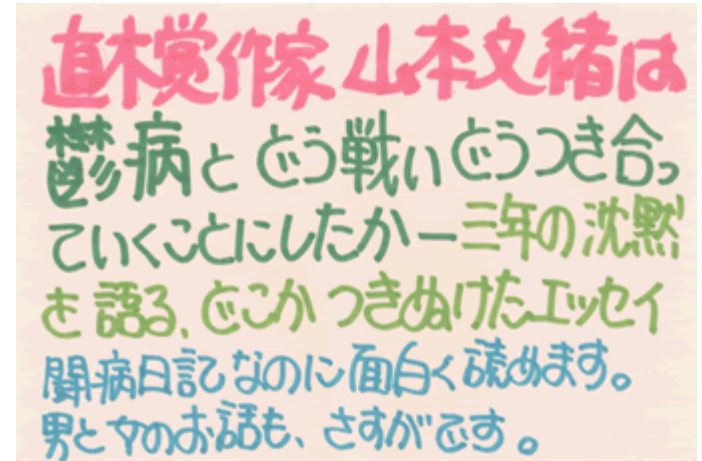 直木賞作家 山本文緒は
鬱病と どう戦い どうつき合っ
ていくことにしたかー三年の沈黙
を語る、どこか つきぬけたエッセイ
闘病日記なのに面白く読めます。
男と女のお話も、さすがです。